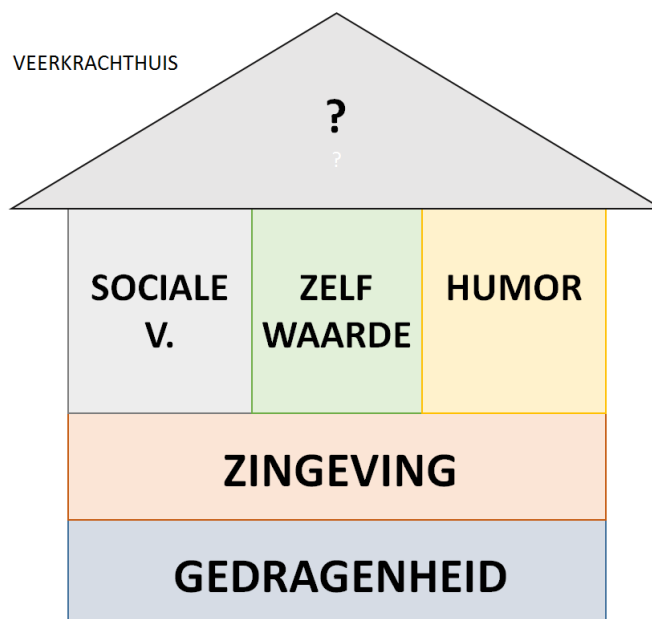 VEERKRACHTHUIS
?
?
SOCIALE
V.
ZELF
WAARDE
HUMOR
ZINGEVING
GEDRAGENHEID